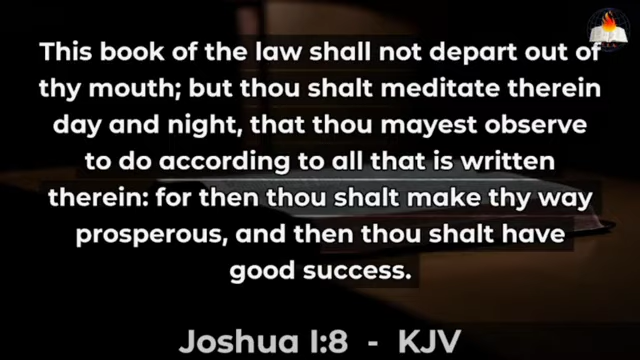 This book of the law shall not depart out of
thy mouth; but thou shalt meditate therein
day and night, that thou mayest observe
to do according to all that is written
therein: for then thou shalt make thy way
prosperous, and then thou shalt have
good success.
Joshua I:8 - KJV